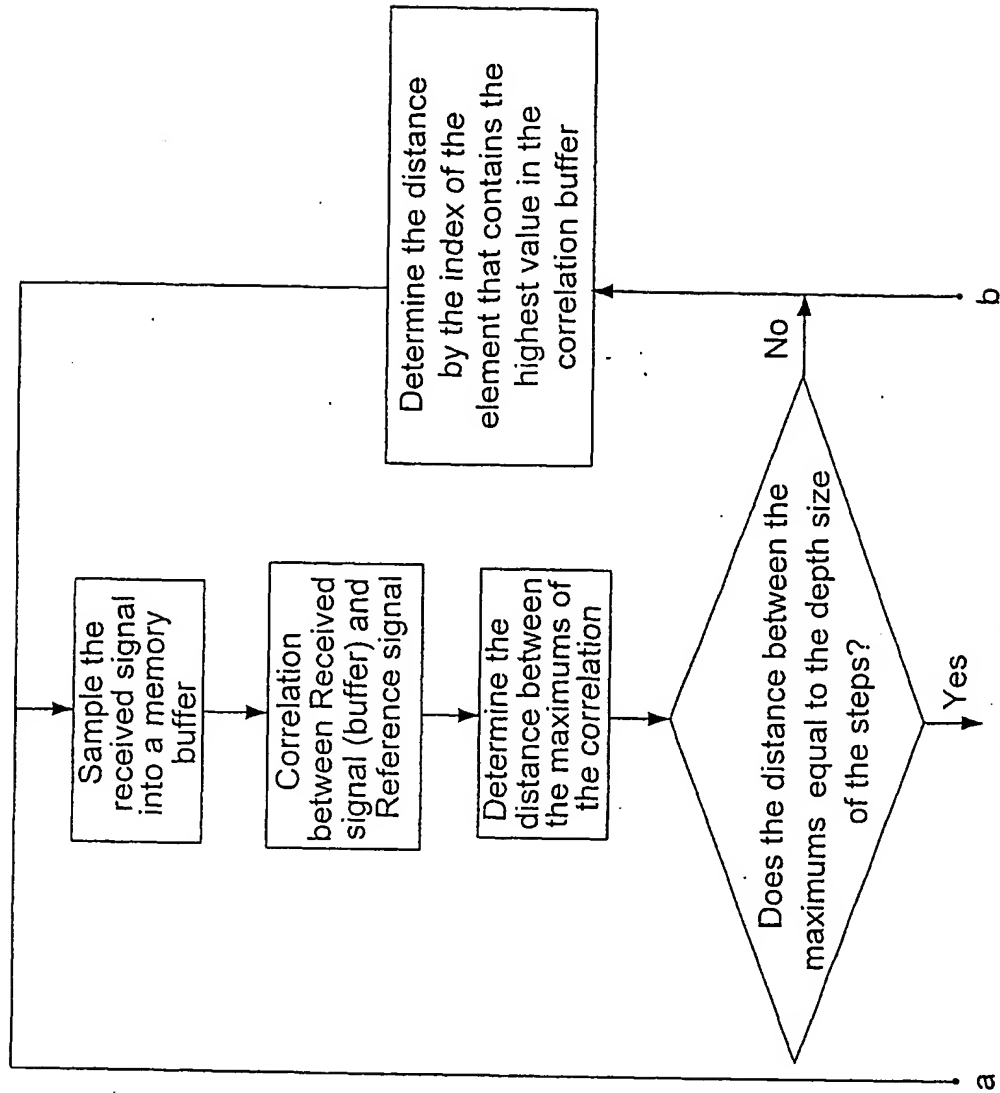 Sample the
received signal
into a memory
buffer
Correlation
between Received
signal (buffer) and
Reference signal
Determine the
distance between
the maximums of
the correlation
Does the distance between the
maximums equal to the depth size
of the steps?
No
Yes
Determine the distance
by the index of the
element that contains the
highest value in the
correlation buffer
a
b